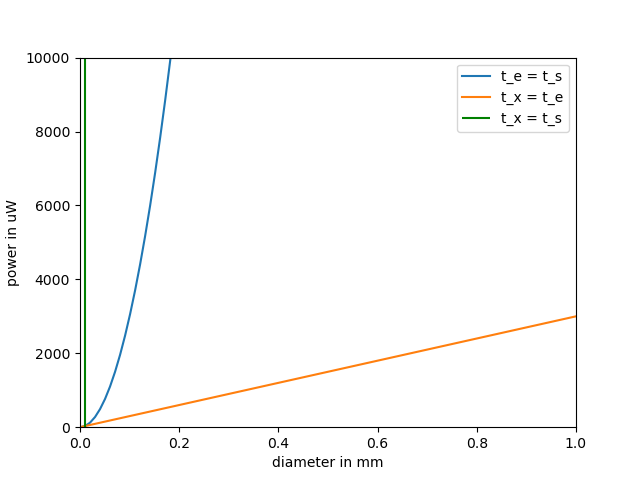 10000
8000
6000
4000
2000
0
power in uW
t_e = t_s
t_x = t_e
t_x = t_s
0.0 0.2 0.4 0.6 0.8 1.0
diameter in mm